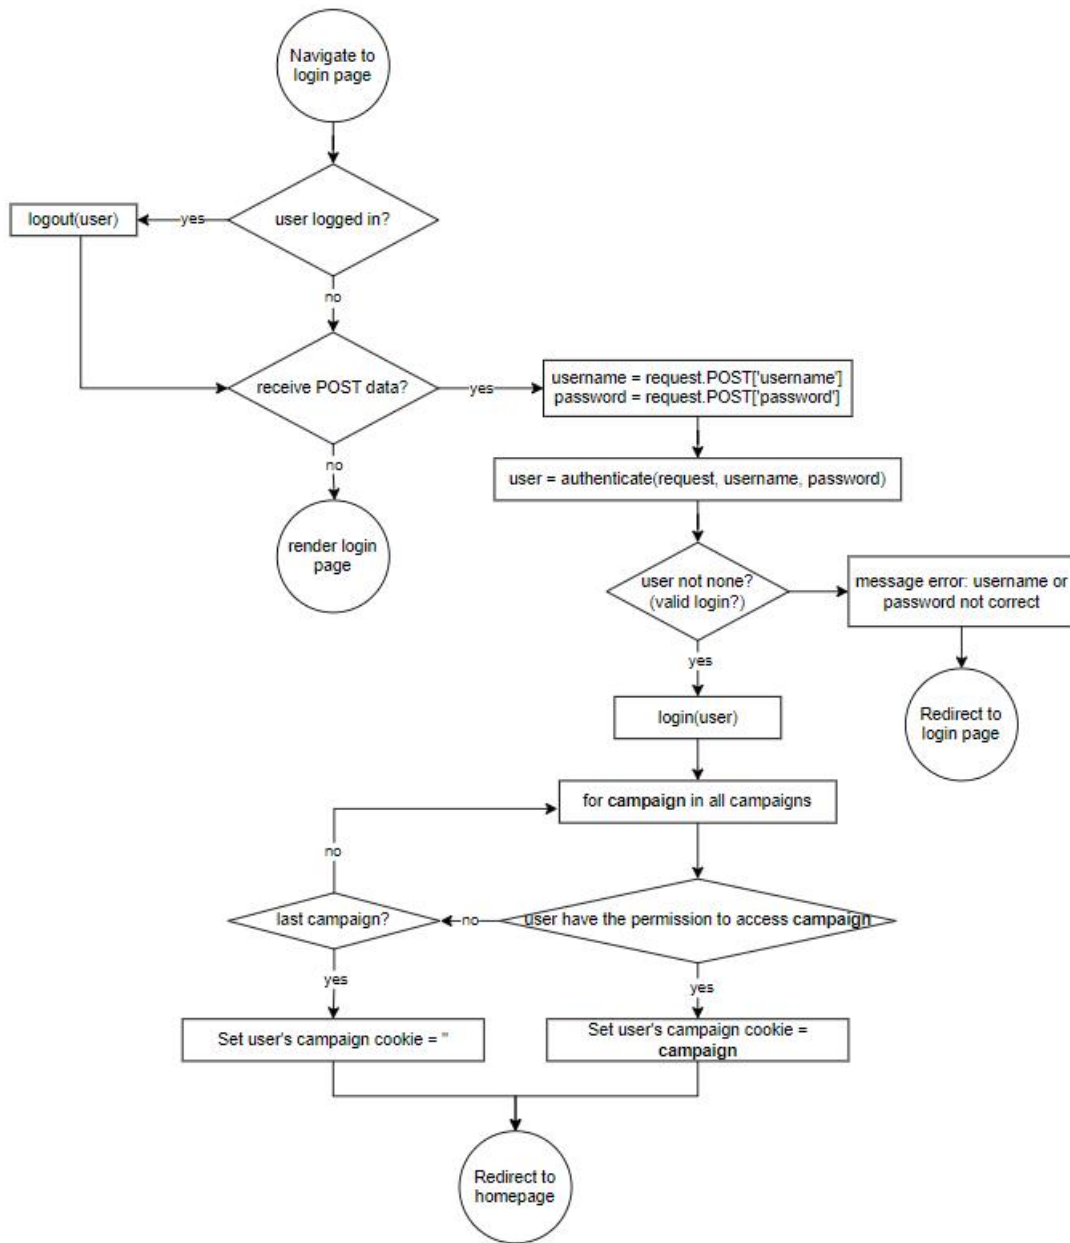 Navigate to
login page
user logged in?
yes
logout(user)
no
receive POST data?
yes
username = request.POST['username']
password = request.POST['password']
no
user = authenticate(request, username, password)
render login
page
user not none?
(valid login?)
message error: username or
password not correct
yes
Redirect to
login page
login(user)
for campaign in all campaigns
no
last campaign?
no
user have the permission to access campaign
yes
yes
Set user's campaign cookie = ''
Set user's campaign cookie =
campaign
Redirect to
homepage